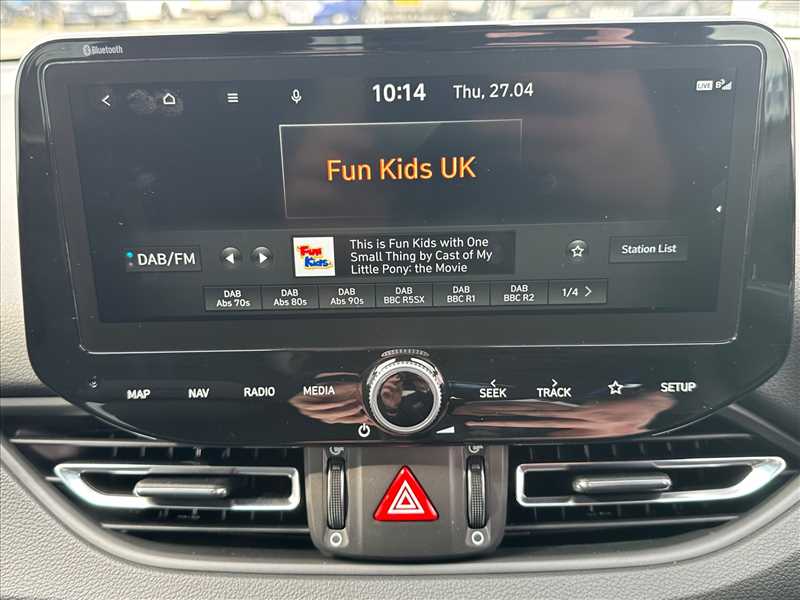 Bluetooth
10:14 Thu, 27.04 LIVE B
Fun Kids UK
DAB/FM
Fun
Kids
This is Fun Kids with One
Small Thing by Cast of My
Little Pony: the Movie
Station List
DAB
Abs 70s
DAB
Abs 80s
DAB
Abs 90s
DAB
BBC R5SX
DAB
BBC R1
DAB
BBC R2
1/4 >
MAP NAV RADIO MEDIA SEEK TRACK SETUP